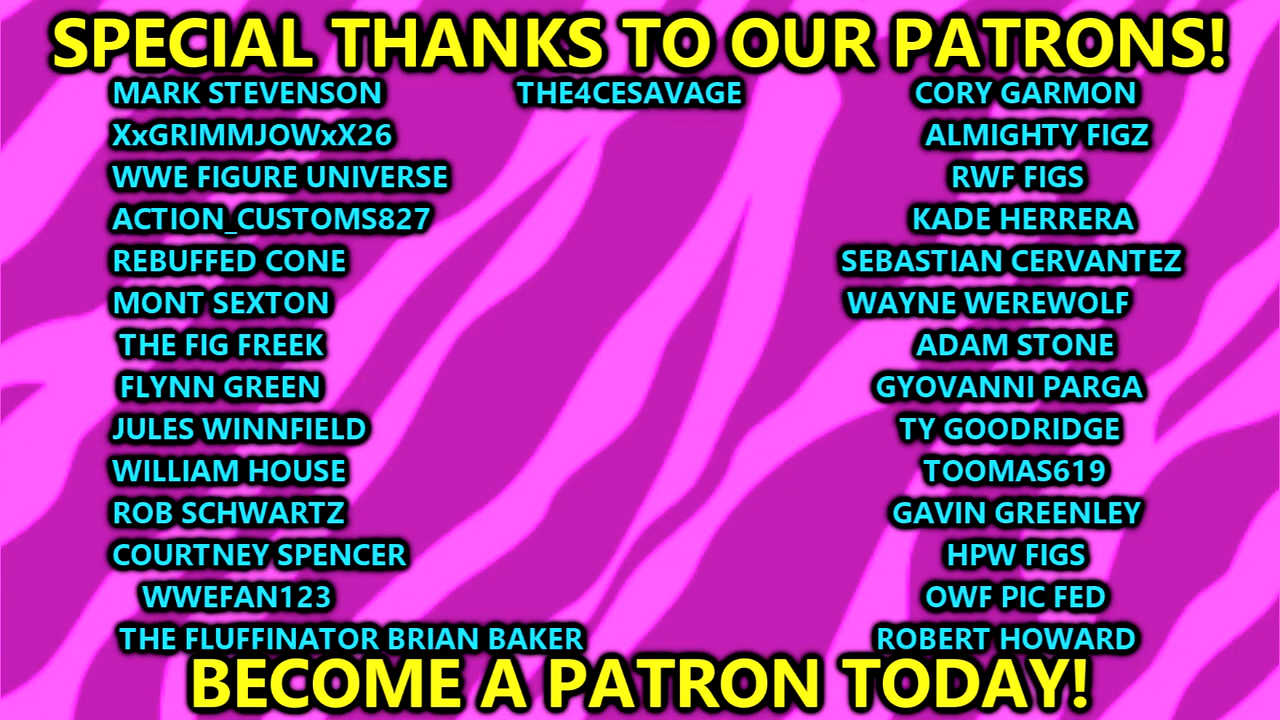 SPECIAL THANKS TO OUR PATRONS!
MARK STEVENSON THE4CESAVAGE CORY GARMON
XxGRIMMJOWxX26 ALMIGHTY FIGZ
WWE FIGURE UNIVERSE RWF FIGS
ACTION_CUSTOMS827 KADE HERRERA
REBUFFED CONE SEBASTIAN CERVANTEZ
MONT SEXTON WAYNE WEREWOLF
THE FIG FREEK ADAM STONE
FLYNN GREEN GYOVANNI PARGA
JULES WINNFIELD TY GOODRIDGE
WILLIAM HOUSE TOOMAS619
ROB SCHWARTZ GAVIN GREENLEY
COURTNEY SPENCER HPW FIGS
WWEFAN123 OWF PIC FED
THE FLUFFINATOR BRIAN BAKER ROBERT HOWARD
BECOME A PATRON TODAY!